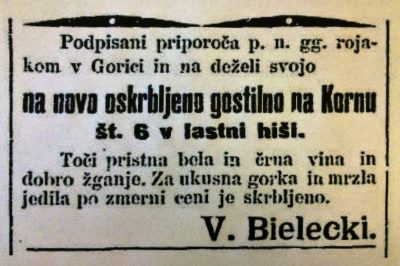 Podpisani priporoča p. n. gg. roja-
kom v Gorici in na deželi svojo
na novo oskrbljeno gostilno na Kornu
št. 6 v lastni hiši.
Toči pristna bela in črna vina in
dobro žganje. Za ukusna gorka in mrzla
jedila po zmerni ceni je skrbljeno.
V. Bielecki.